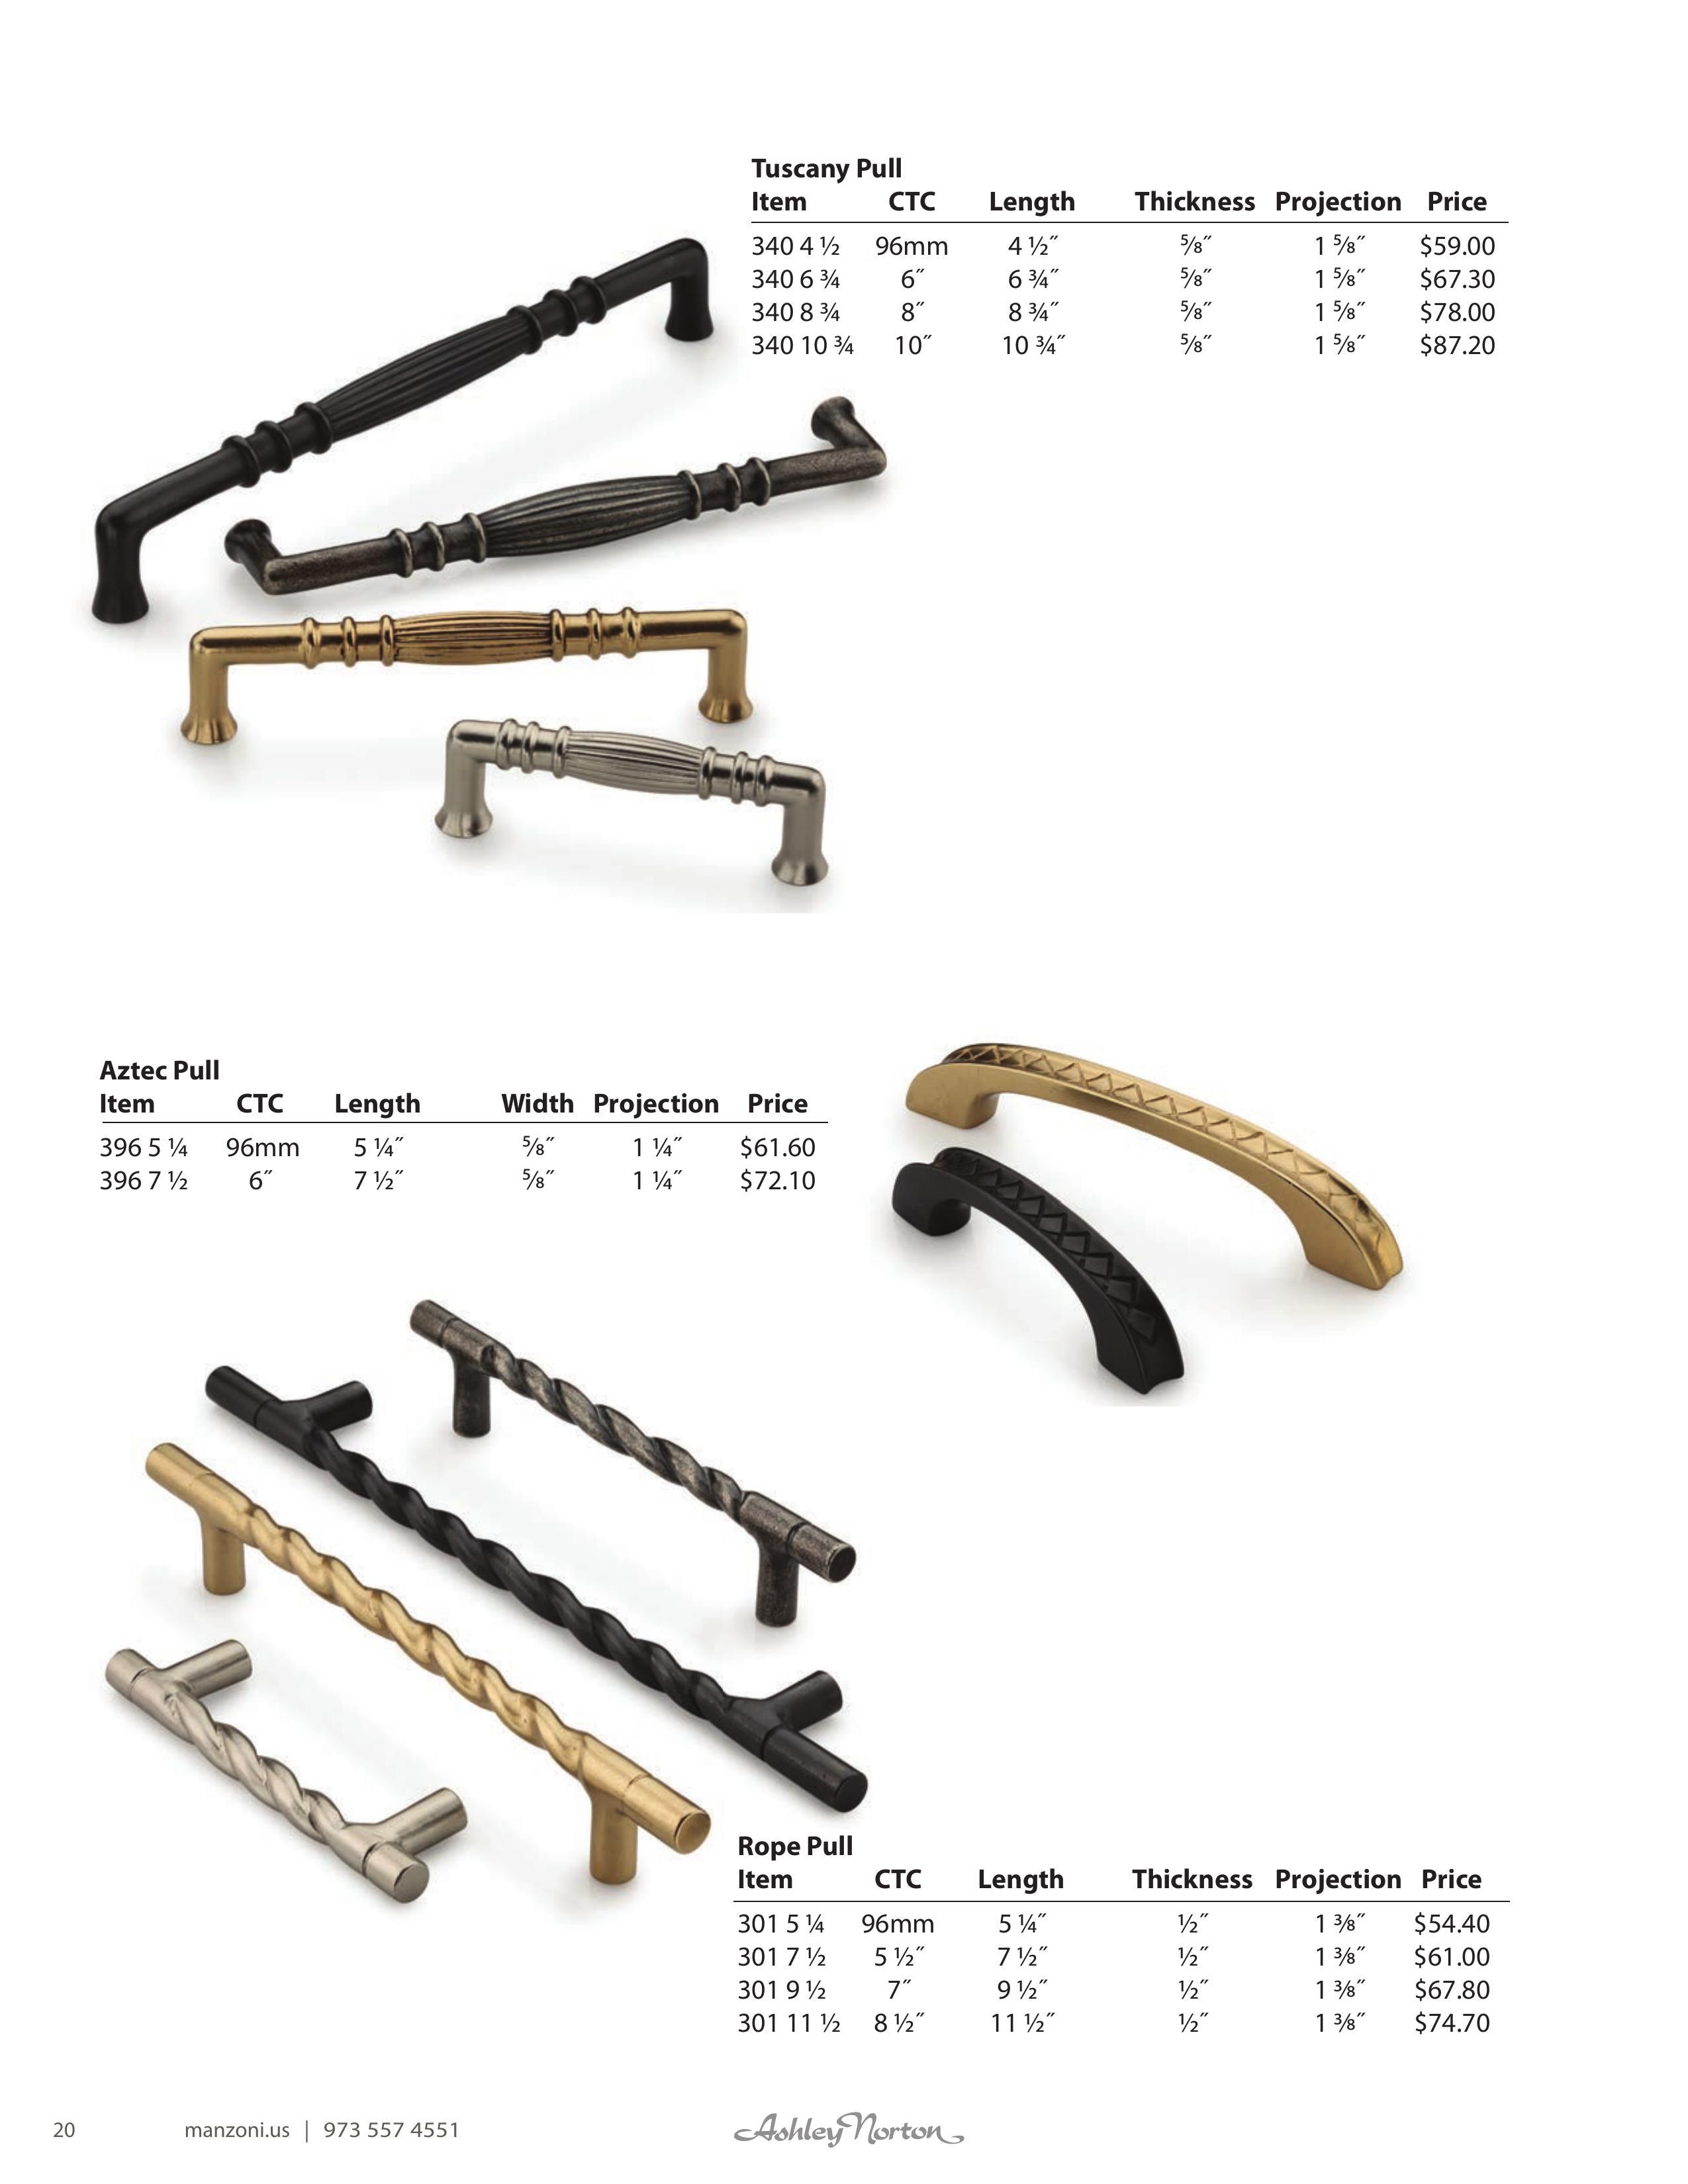 Tuscany Pull
Item CTC Length Thickness Projection Price
340 4 ½ 96mm 4 ½˝ ⅝˝ 1 ⅝˝ $59.00
340 6 ¾ 6˝ 6 ¾˝ ⅝˝ 1 ⅝˝ $67.30
340 8 ¾ 8˝ 8 ¾˝ ⅝˝ 1 ⅝˝ $78.00
340 10 ¾ 10˝ 10 ¾˝ ⅝˝ 1 ⅝˝ $87.20
Aztec Pull
Item CTC Length Width Projection Price
396 5 ¼ 96mm 5 ¼˝ ⅝˝ 1 ¼˝ $61.60
396 7 ½ 6˝ 7 ½˝ ⅝˝ 1 ¼˝ $72.10
Rope Pull
Item CTC Length Thickness Projection Price
301 5 ¼ 96mm 5 ¼˝ ½˝ 1 ⅜˝ $54.40
301 7 ½ 5 ½˝ 7 ½˝ ½˝ 1 ⅜˝ $61.00
301 9 ½ 7˝ 9 ½˝ ½˝ 1 ⅜˝ $67.80
301 11 ½ 8 ½˝ 11 ½˝ ½˝ 1 ⅜˝ $74.70
20 manzoni.us | 973 557 4551 Ashley Norton